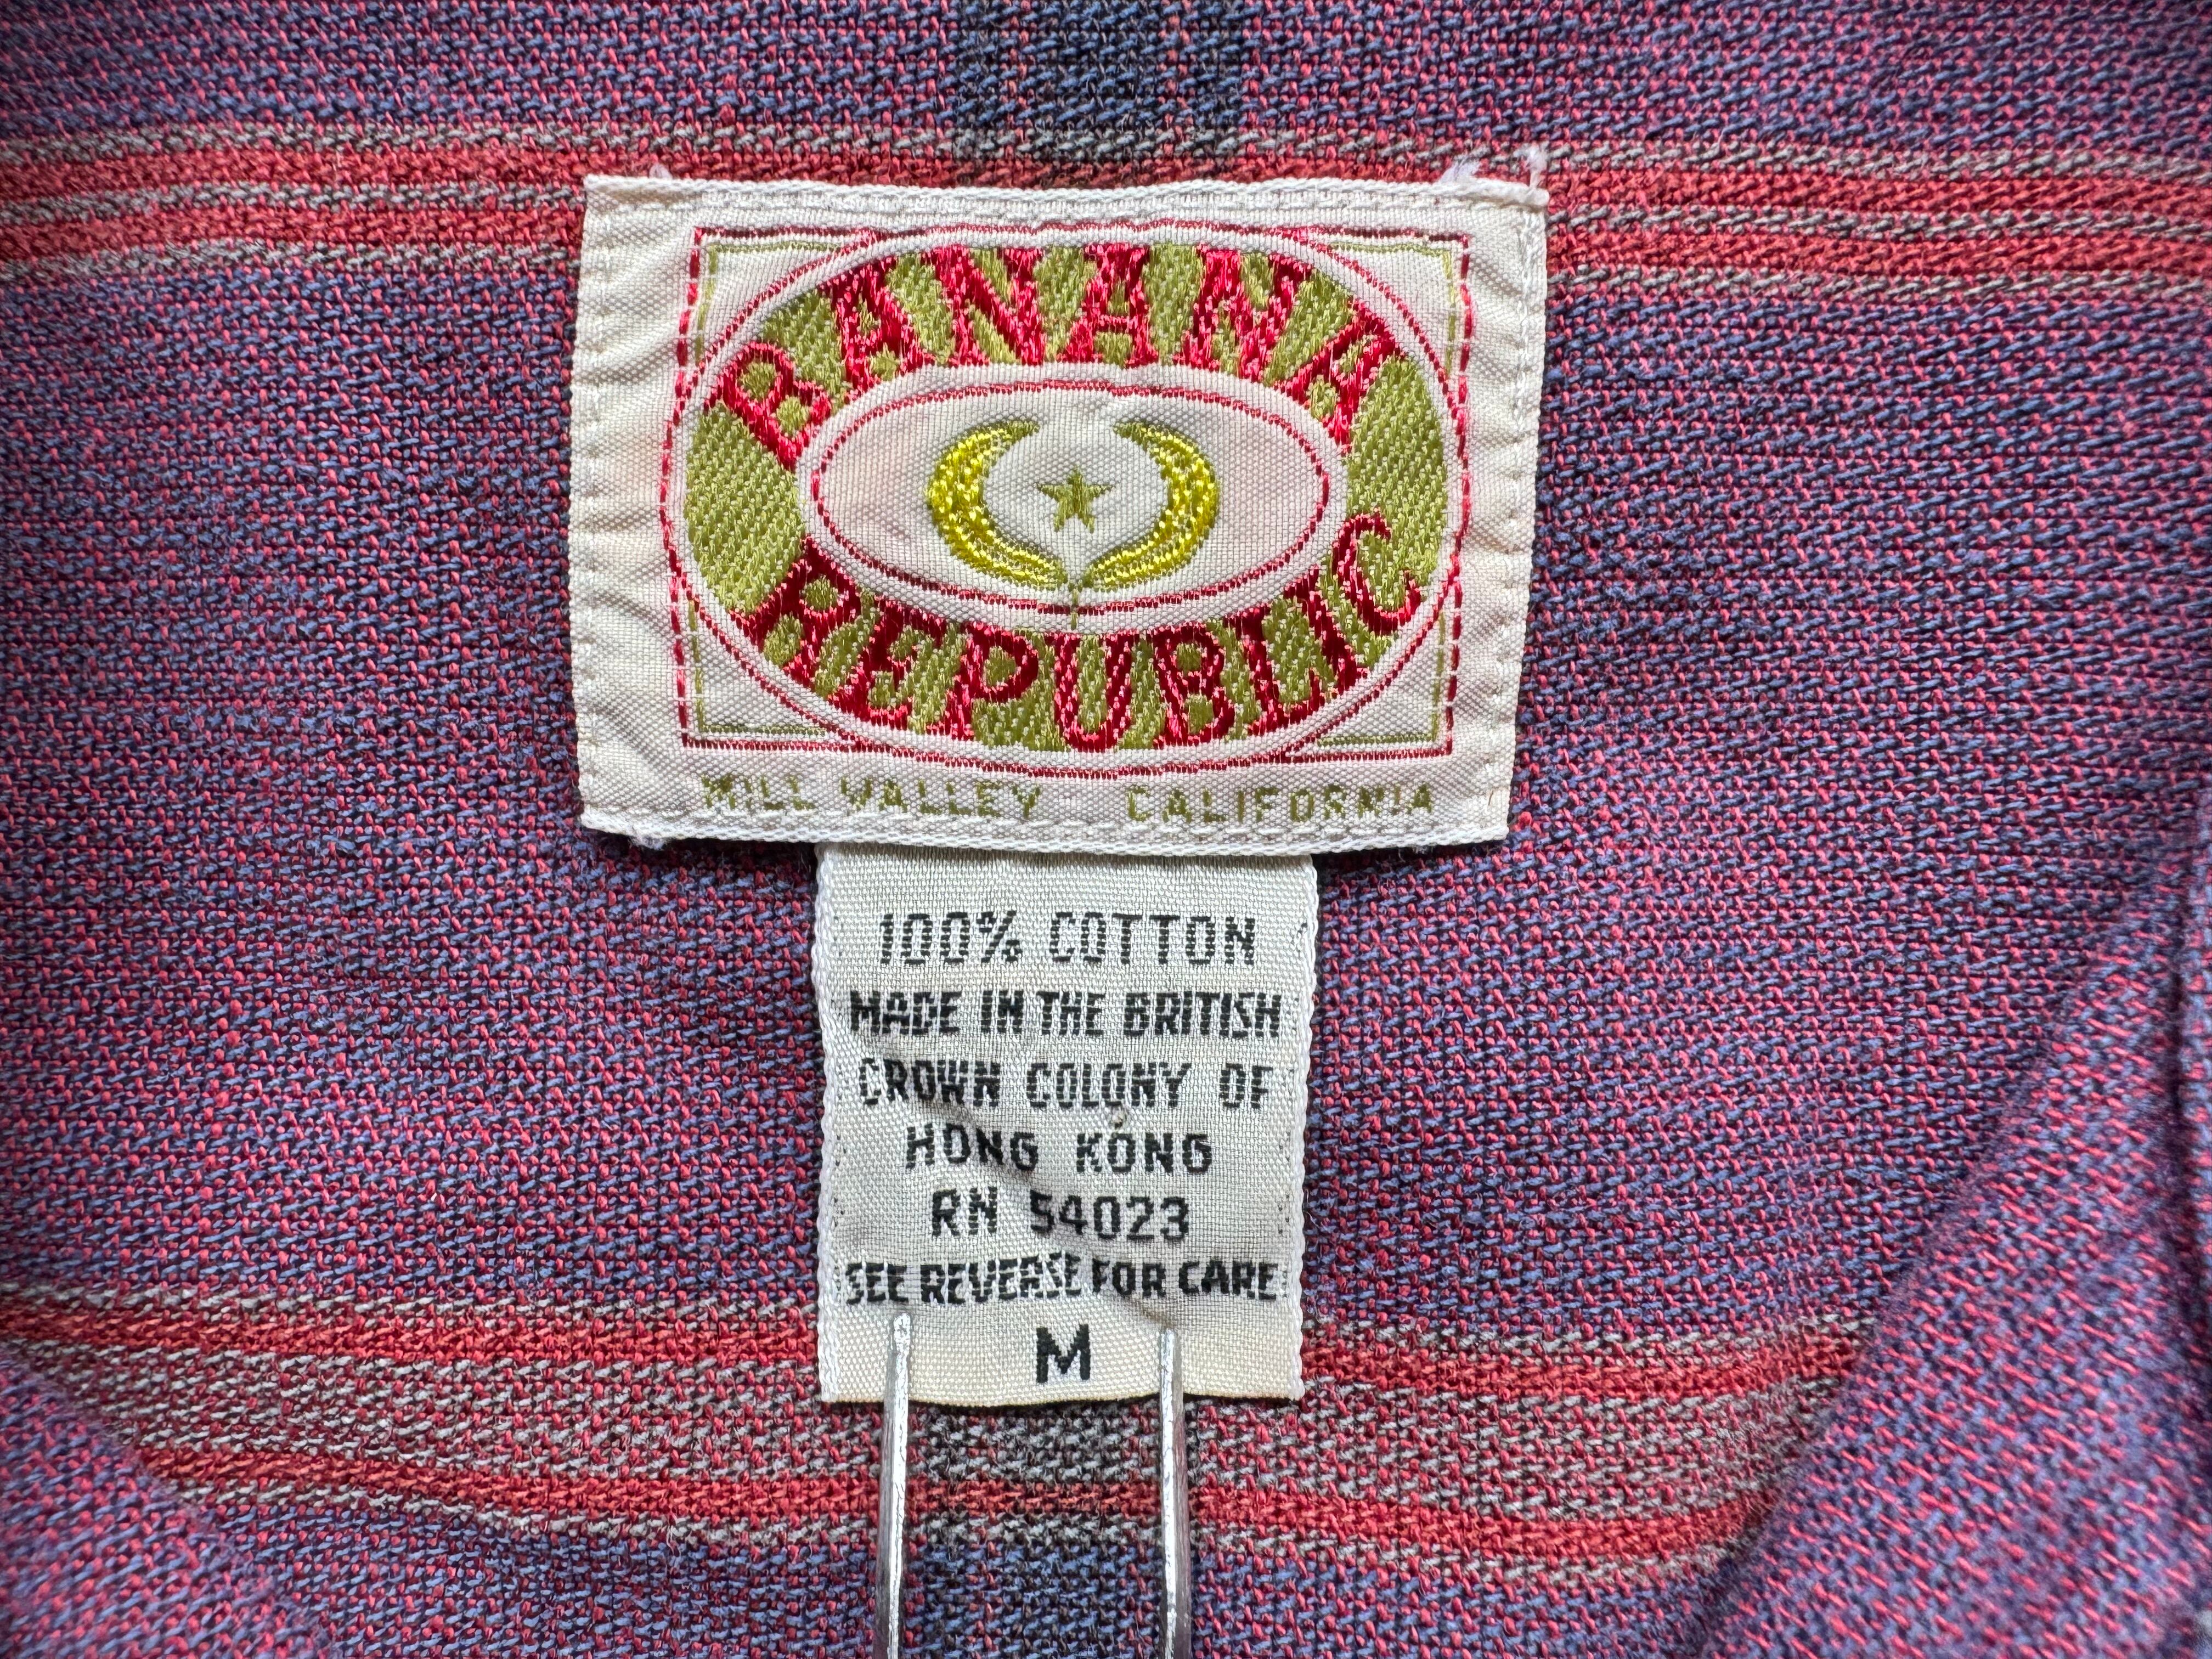 BANANA
REPUBLIC
MILL VALLEY CALIFORNIA
100% COTTON
MADE IN THE BRITISH
CROWN COLONY OF
HONG KONG
RN 54023
SEE REVERSE FOR CARE
M